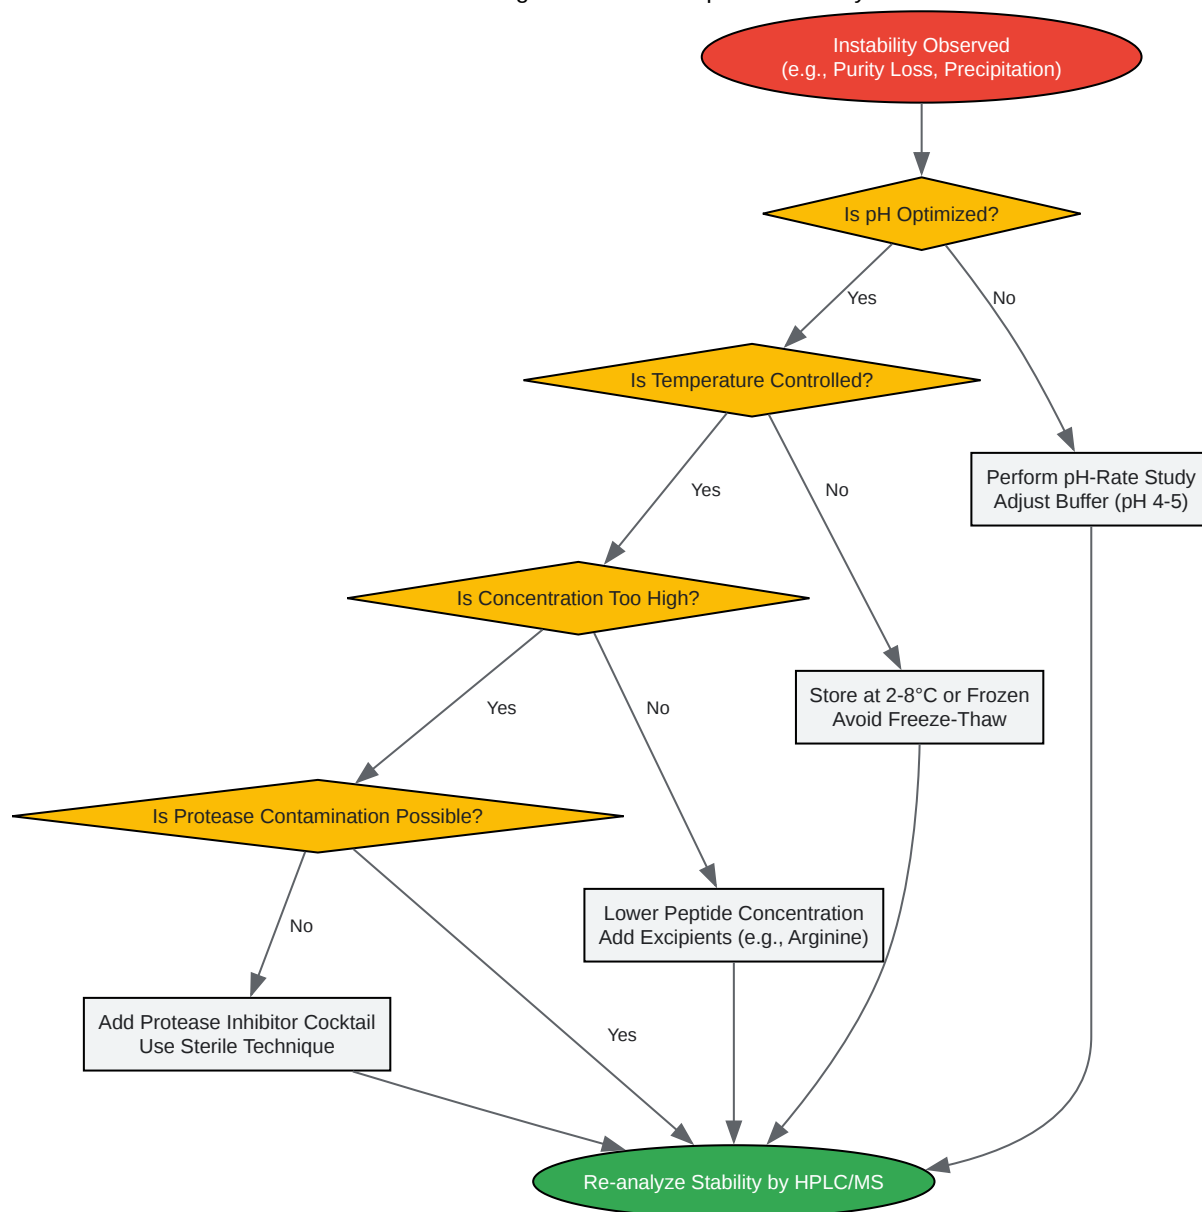 Instability Observed
(e.g., Purity Loss, Precipitation)
Is pH Optimized?
Yes
No
Is Temperature Controlled?
Yes
No
Perform pH-Rate Study
Adjust Buffer (pH 4-5)
Is Concentration Too High?
Yes
No
Store at 2-8°C or Frozen
Avoid Freeze-Thaw
Is Protease Contamination Possible?
No
Yes
Lower Peptide Concentration
Add Excipients (e.g., Arginine)
Add Protease Inhibitor Cocktail
Use Sterile Technique
Re-analyze Stability by HPLC/MS